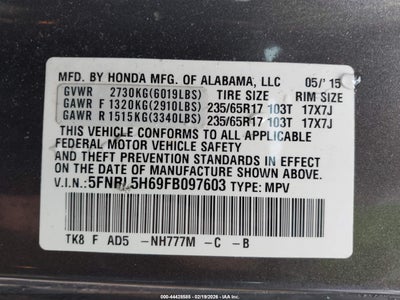 MFD. BY HONDA MFG. OF ALABAMA, LLC 05/ '15
GVWR 2730KG(6019LBS) TIRE SIZE RIM SIZE
GAWR F 1320KG(2910LBS) 235/65R17 103T 17X7J
GAWR R 1515KG(3340LBS) 235/65R17 103T 17X7J
THIS VEHICLE CONFORMS TO ALL APPLICABLE
FEDERAL MOTOR VEHICLE SAFETY
AND THEFT PREVENTION STANDARDS IN EFFECT ON THE
DATE OF MANUFACTURE SHOWN ABOVE.
V.I.N: 5FNRL5H69FB097603 TYPE: MPV
TK8 F AD5 -NH777M -C -B
000-44428585 - 02/19/2026 - IAAI